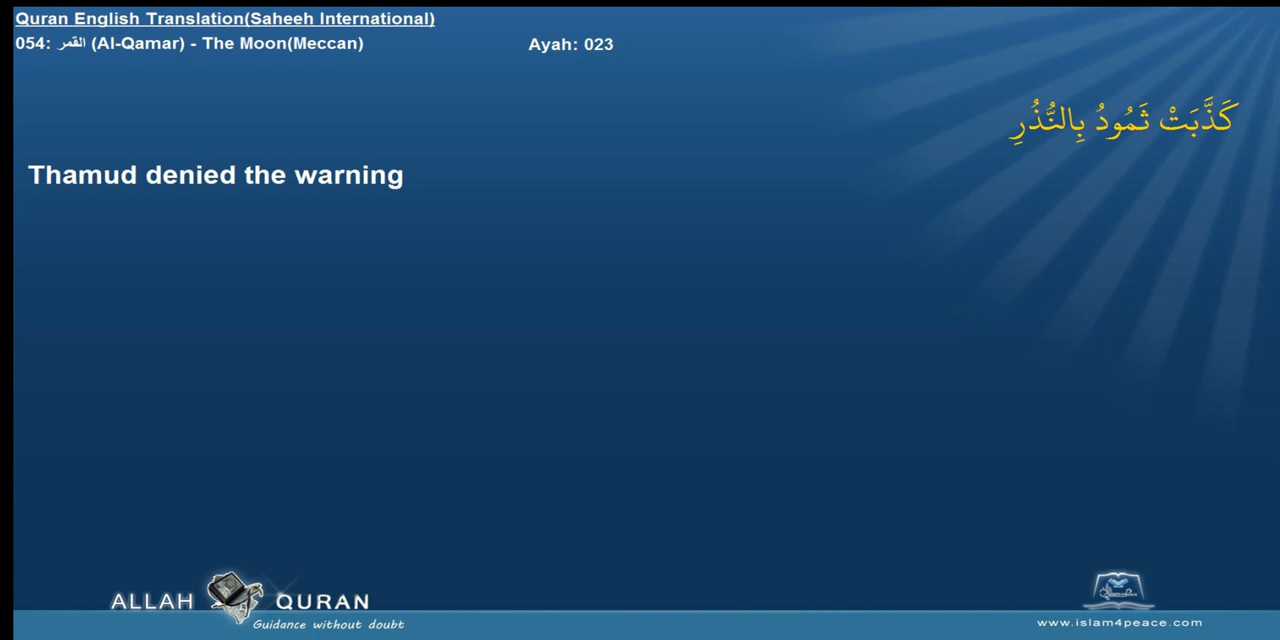 Quran English Translation(Saheeh International)
054: القمر (Al-Qamar) - The Moon(Meccan) Ayah: 023
كَذَّبَتْ ثَمُودُ بِالنُّذُرِ
Thamud denied the warning
ALLAH QURAN
Guidance without doubt
www.islam4peace.com